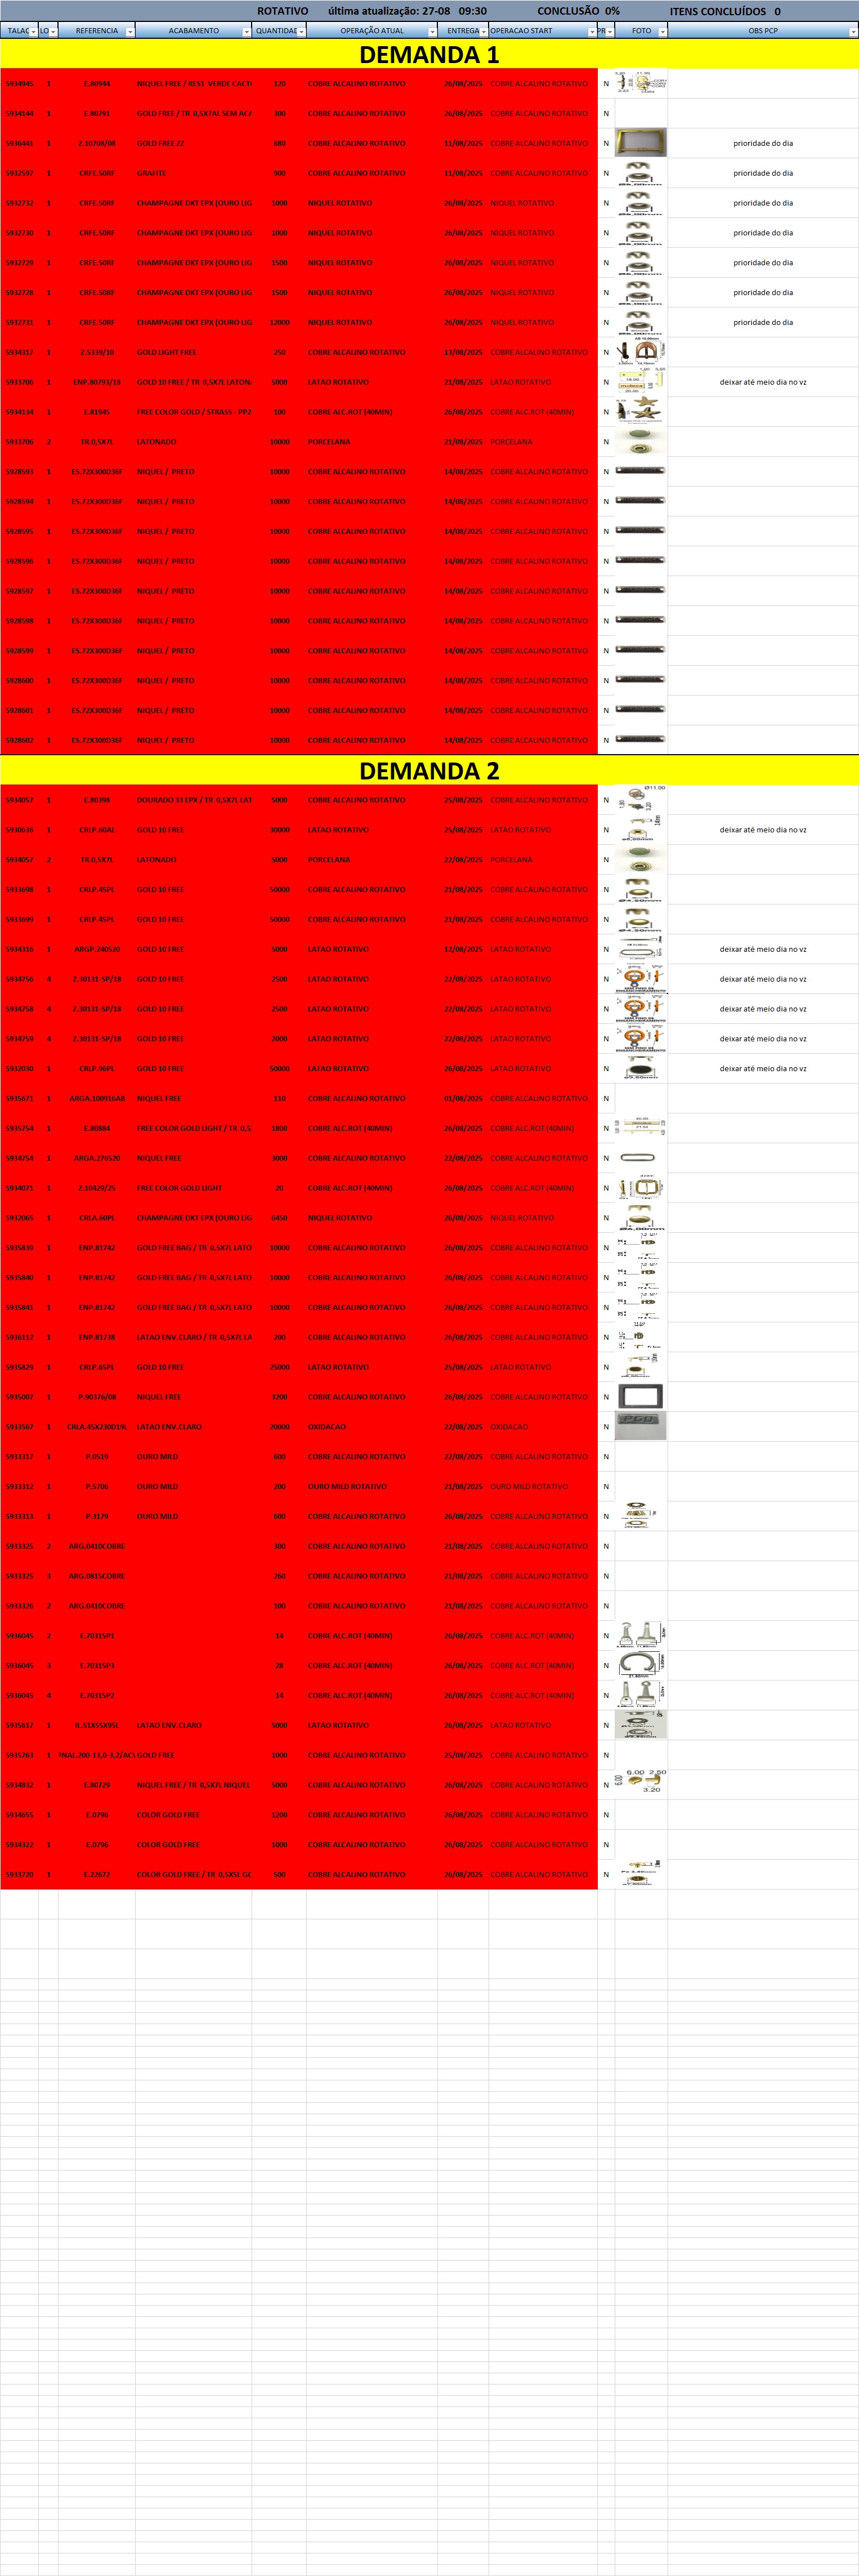 ROTATIVO última atualização: 27-08 09:30 CONCLUSÃO 0% ITENS CONCLUÍDOS 0
TALAC LO REFERENCIA ACABAMENTO QUANTIDAD OPERAÇÃO ATUAL ENTREGA OPERACAO START PR FOTO OBS PCP
DEMANDA 1
5934945 1 E.80944 NIQUEL FREE / RES1 VERDE CACT 120 COBRE ALCALINO ROTATIVO 26/08/2025 COBRE ALCALINO ROTATIVO N
5934144 1 E.80791 GOLD FREE / TR 0,5X7AL SEM ACA 300 COBRE ALCALINO ROTATIVO 26/08/2025 COBRE ALCALINO ROTATIVO N
5936441 1 Z.10708/08 GOLD FREE ZZ 680 COBRE ALCALINO ROTATIVO 11/08/2025 COBRE ALCALINO ROTATIVO N prioridade do dia
5932597 1 CRFE.50RF GRAFITE 900 COBRE ALCALINO ROTATIVO 11/08/2025 COBRE ALCALINO ROTATIVO N prioridade do dia
5932732 1 CRFE.50RF CHAMPAGNE DKT EPX (OURO LIG 1000 NIQUEL ROTATIVO 26/08/2025 NIQUEL ROTATIVO N prioridade do dia
5932730 1 CRFE.50RF CHAMPAGNE DKT EPX (OURO LIG 1000 NIQUEL ROTATIVO 26/08/2025 NIQUEL ROTATIVO N prioridade do dia
5932729 1 CRFE.50RF CHAMPAGNE DKT EPX (OURO LIG 1500 NIQUEL ROTATIVO 26/08/2025 NIQUEL ROTATIVO N prioridade do dia
5932728 1 CRFE.50RF CHAMPAGNE DKT EPX (OURO LIG 1500 NIQUEL ROTATIVO 26/08/2025 NIQUEL ROTATIVO N prioridade do dia
5932731 1 CRFE.50RF CHAMPAGNE DKT EPX (OURO LIG 12000 NIQUEL ROTATIVO 26/08/2025 NIQUEL ROTATIVO N prioridade do dia
5934317 1 Z.5339/10 GOLD LIGHT FREE 250 COBRE ALCALINO ROTATIVO 13/08/2025 COBRE ALCALINO ROTATIVO N
5933706 1 ENP.80793/18 GOLD 10 FREE / TR 0,5X7L LATON 5000 LATAO ROTATIVO 21/08/2025 LATAO ROTATIVO N deixar até meio dia no vz
5934134 1 E.81945 FREE COLOR GOLD / STRASS - PP2 100 COBRE ALC.ROT (40MIN) 26/08/2025 COBRE ALC.ROT (40MIN) N
5933706 2 TR.0,5X7L LATONADO 10000 PORCELANA 21/08/2025 PORCELANA N
5928593 1 ES.72X300D36F NIQUEL / PRETO 10000 COBRE ALCALINO ROTATIVO 14/08/2025 COBRE ALCALINO ROTATIVO N
5928594 1 ES.72X300D36F NIQUEL / PRETO 10000 COBRE ALCALINO ROTATIVO 14/08/2025 COBRE ALCALINO ROTATIVO N
5928595 1 ES.72X300D36F NIQUEL / PRETO 10000 COBRE ALCALINO ROTATIVO 14/08/2025 COBRE ALCALINO ROTATIVO N
5928596 1 ES.72X300D36F NIQUEL / PRETO 10000 COBRE ALCALINO ROTATIVO 14/08/2025 COBRE ALCALINO ROTATIVO N
5928597 1 ES.72X300D36F NIQUEL / PRETO 10000 COBRE ALCALINO ROTATIVO 14/08/2025 COBRE ALCALINO ROTATIVO N
5928598 1 ES.72X300D36F NIQUEL / PRETO 10000 COBRE ALCALINO ROTATIVO 14/08/2025 COBRE ALCALINO ROTATIVO N
5928599 1 ES.72X300D36F NIQUEL / PRETO 10000 COBRE ALCALINO ROTATIVO 14/08/2025 COBRE ALCALINO ROTATIVO N
5928600 1 ES.72X300D36F NIQUEL / PRETO 10000 COBRE ALCALINO ROTATIVO 14/08/2025 COBRE ALCALINO ROTATIVO N
5928601 1 ES.72X300D36F NIQUEL / PRETO 10000 COBRE ALCALINO ROTATIVO 14/08/2025 COBRE ALCALINO ROTATIVO N
5928602 1 ES.72X300D36F NIQUEL / PRETO 10000 COBRE ALCALINO ROTATIVO 14/08/2025 COBRE ALCALINO ROTATIVO N
DEMANDA 2
5934057 1 E.80398 DOURADO 33 EPX / TR 0,5X7L LAT 5000 COBRE ALCALINO ROTATIVO 25/08/2025 COBRE ALCALINO ROTATIVO N Ø11.00
5930636 1 CRLP.60AL GOLD 10 FREE 30000 LATAO ROTATIVO 25/08/2025 LATAO ROTATIVO N deixar até meio dia no vz
5934057 2 TR.0,5X7L LATONADO 5000 PORCELANA 22/08/2025 PORCELANA N
5933698 1 CRLP.45PL GOLD 10 FREE 50000 COBRE ALCALINO ROTATIVO 21/08/2025 COBRE ALCALINO ROTATIVO N
5933699 1 CRLP.45PL GOLD 10 FREE 50000 COBRE ALCALINO ROTATIVO 21/08/2025 COBRE ALCALINO ROTATIVO N
5934316 1 ARGP.240520 GOLD 10 FREE 5000 LATAO ROTATIVO 12/08/2025 LATAO ROTATIVO N deixar até meio dia no vz
5934756 4 Z.30131-5P/18 GOLD 10 FREE 2500 LATAO ROTATIVO 22/08/2025 LATAO ROTATIVO N deixar até meio dia no vz
5934758 4 Z.30131-5P/18 GOLD 10 FREE 2500 LATAO ROTATIVO 22/08/2025 LATAO ROTATIVO N deixar até meio dia no vz
5934759 4 Z.30131-5P/18 GOLD 10 FREE 2000 LATAO ROTATIVO 22/08/2025 LATAO ROTATIVO N deixar até meio dia no vz
5932030 1 CRLP.96PL GOLD 10 FREE 50000 LATAO ROTATIVO 26/08/2025 LATAO ROTATIVO N deixar até meio dia no vz
5935671 1 ARGA.100916AB NIQUEL FREE 110 COBRE ALCALINO ROTATIVO 01/08/2025 COBRE ALCALINO ROTATIVO N
5935754 1 E.80884 FREE COLOR GOLD LIGHT / TR 0,5 1800 COBRE ALC.ROT (40MIN) 26/08/2025 COBRE ALC.ROT (40MIN) N
5934754 1 ARGA.276520 NIQUEL FREE 3000 COBRE ALCALINO ROTATIVO 22/08/2025 COBRE ALCALINO ROTATIVO N
5934071 1 Z.10429/25 FREE COLOR GOLD LIGHT 20 COBRE ALC.ROT (40MIN) 26/08/2025 COBRE ALC.ROT (40MIN) N
5932065 1 CRLA.60PL CHAMPAGNE DKT EPX (OURO LIG 6450 NIQUEL ROTATIVO 26/08/2025 NIQUEL ROTATIVO N
5935839 1 ENP.81742 GOLD FREE BAG / TR 0,5X7L LATO 10000 COBRE ALCALINO ROTATIVO 26/08/2025 COBRE ALCALINO ROTATIVO N
5935840 1 ENP.81742 GOLD FREE BAG / TR 0,5X7L LATO 10000 COBRE ALCALINO ROTATIVO 26/08/2025 COBRE ALCALINO ROTATIVO N
5935841 1 ENP.81742 GOLD FREE BAG / TR 0,5X7L LATO 10000 COBRE ALCALINO ROTATIVO 26/08/2025 COBRE ALCALINO ROTATIVO N
5936112 1 ENP.81738 LATAO ENV.CLARO / TR 0,5X7L LA 200 COBRE ALCALINO ROTATIVO 26/08/2025 COBRE ALCALINO ROTATIVO N
5935829 1 CRLP.65PL GOLD 10 FREE 25000 LATAO ROTATIVO 25/08/2025 LATAO ROTATIVO N
5935007 1 P.90376/08 NIQUEL FREE 3200 COBRE ALCALINO ROTATIVO 26/08/2025 COBRE ALCALINO ROTATIVO N
5933567 1 CRLA.45X230D19L LATAO ENV.CLARO 20000 OXIDACAO 22/08/2025 OXIDACAO N
5933317 1 P.0519 OURO MILD 600 COBRE ALCALINO ROTATIVO 22/08/2025 COBRE ALCALINO ROTATIVO N
5933312 1 P.5706 OURO MILD 200 OURO MILD ROTATIVO 21/08/2025 OURO MILD ROTATIVO N
5933313 1 P.3179 OURO MILD 600 COBRE ALCALINO ROTATIVO 26/08/2025 COBRE ALCALINO ROTATIVO N
5933325 2 ARG.0410COBRE 300 COBRE ALCALINO ROTATIVO 21/08/2025 COBRE ALCALINO ROTATIVO N
5933325 3 ARG.0815COBRE 260 COBRE ALCALINO ROTATIVO 21/08/2025 COBRE ALCALINO ROTATIVO N
5933326 2 ARG.0410COBRE 100 COBRE ALCALINO ROTATIVO 21/08/2025 COBRE ALCALINO ROTATIVO N
5936045 2 E.70315P1 14 COBRE ALC.ROT (40MIN) 26/08/2025 COBRE ALC.ROT (40MIN) N
5936045 3 E.70315P3 28 COBRE ALC.ROT (40MIN) 26/08/2025 COBRE ALC.ROT (40MIN) N
5936045 4 E.70315P2 14 COBRE ALC.ROT (40MIN) 26/08/2025 COBRE ALC.ROT (40MIN) N
5935617 1 IL.51X55X95L LATAO ENV.CLARO 5000 LATAO ROTATIVO 26/08/2025 LATAO ROTATIVO N
5935763 1 PNAL.200-13,0-3,2/AC GOLD FREE 1000 COBRE ALCALINO ROTATIVO 25/08/2025 COBRE ALCALINO ROTATIVO N
5934832 1 E.80729 NIQUEL FREE / TR 0,5X7L NIQUEL 5000 COBRE ALCALINO ROTATIVO 26/08/2025 COBRE ALCALINO ROTATIVO N 6.00 6.00 2.50 3.20
5934655 1 E.0796 COLOR GOLD FREE 1200 COBRE ALCALINO ROTATIVO 26/08/2025 COBRE ALCALINO ROTATIVO N
5934322 1 E.0796 COLOR GOLD FREE 1000 COBRE ALCALINO ROTATIVO 26/08/2025 COBRE ALCALINO ROTATIVO N
5933720 1 E.22672 COLOR GOLD FREE / TR -0,5X5L GC 500 COBRE ALCALINO ROTATIVO 26/08/2025 COBRE ALCALINO ROTATIVO N